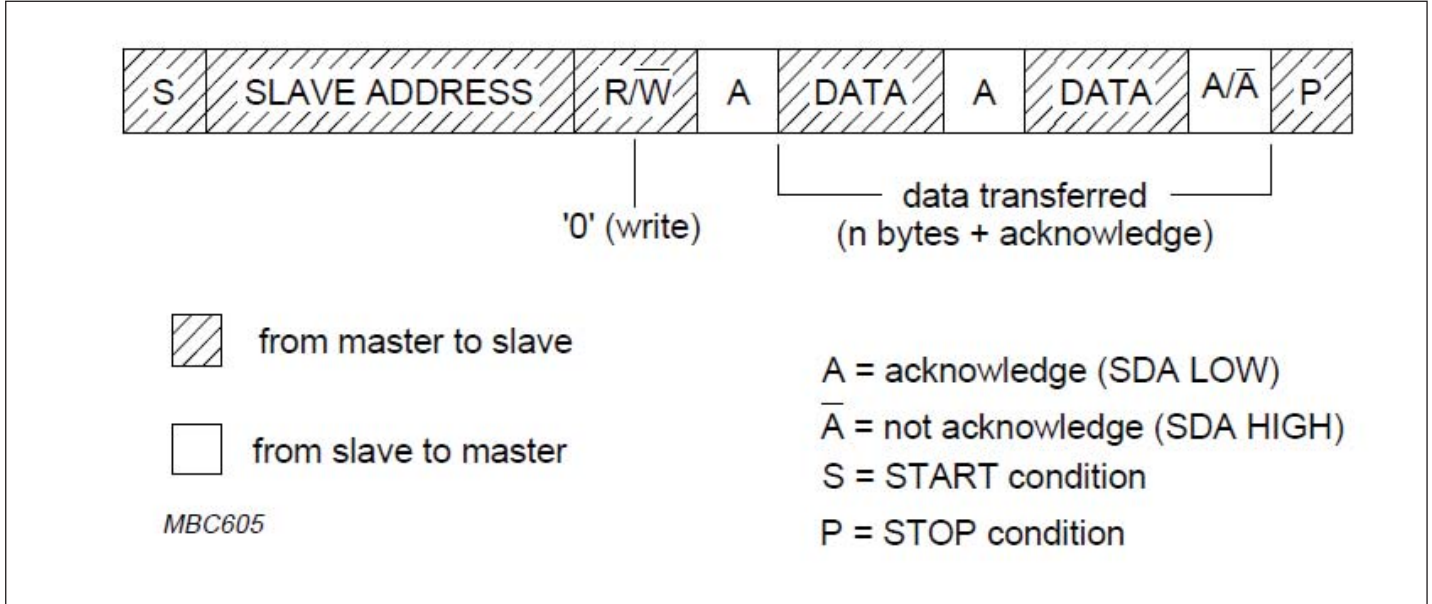 S SLAVE ADDRESS R/W̅ A DATA A DATA A/A̅ P
data transferred
'0' (write)
(n bytes + acknowledge)
from master to slave
from slave to master
MBC605
A = acknowledge (SDA LOW)
A̅ = not acknowledge (SDA HIGH)
S = START condition
P = STOP condition